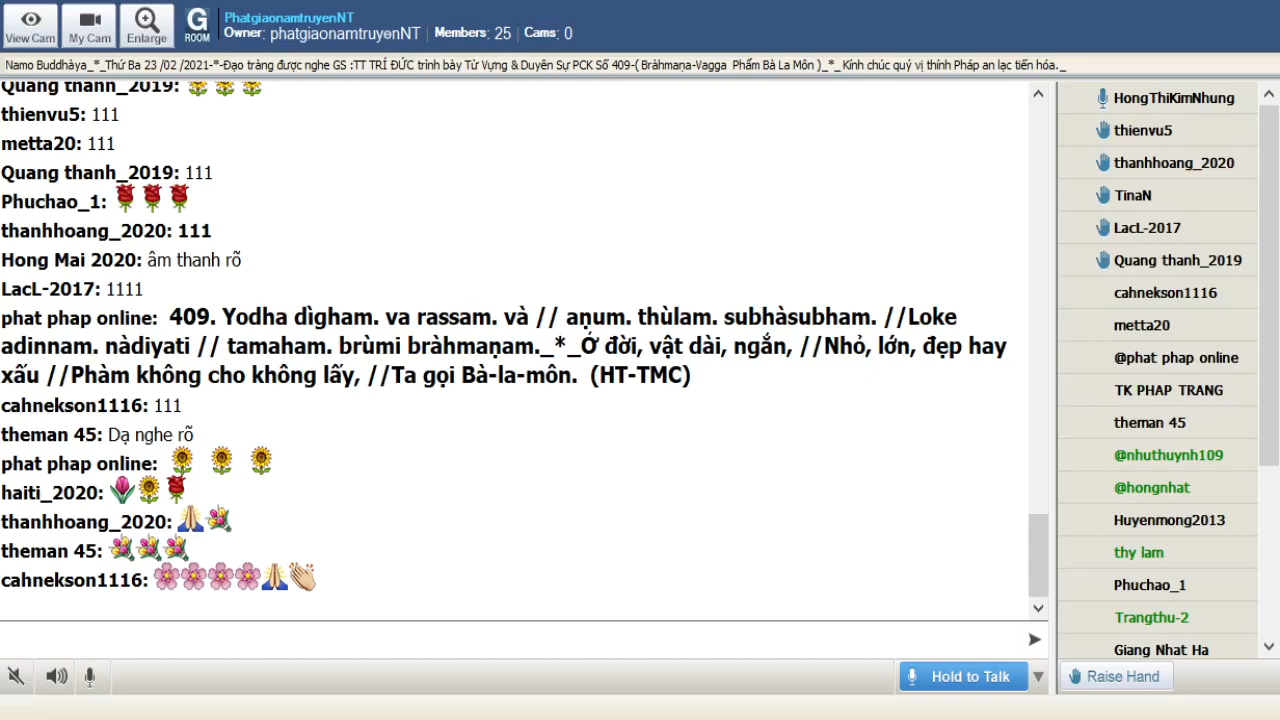 View Cam
My Cam
Enlarge
G
ROOM
PhatgiaonamtruyenNT
Owner: phatgiaonamtruyenNT | Members: 25 | Cams: 0
Namo Buddhàya_*_Thứ Ba 23 /02 /2021-*-Đạo tràng được nghe GS :TT TRÍ ĐỨC trình bày Từ Vựng & Duyên Sự PCK Số 409-( Bràhmaṇa-Vagga Phẩm Bà La Môn )_*_ Kính chúc quý vị thính Pháp an lạc tiến hóa._
Quang thanh_2019:
thienvu5: 111
metta20: 111
Quang thanh_2019: 111
Phuchao_1:
thanhhoang_2020: 111
Hong Mai 2020: âm thanh rõ
LacL-2017: 1111
phat phap online: 409. Yodha dìgham. va rassam. và // aṇum. thùlam. subhàsubham. //Loke
adinnam. nàdiyati // tamaham. brùmi bràhmaṇam._*_Ở đời, vật dài, ngắn, //Nhỏ, lớn, đẹp hay
xấu //Phàm không cho không lấy, //Ta gọi Bà-la-môn. (HT-TMC)
cahnekson1116: 111
theman 45: Dạ nghe rõ
phat phap online:
haiti_2020:
thanhhoang_2020:
theman 45:
cahnekson1116:
HongThiKimNhung
thienvu5
thanhhoang_2020
TinaN
LacL-2017
Quang thanh_2019
cahnekson1116
metta20
@phat phap online
TK PHAP TRANG
theman 45
@nhuthuynh109
@hongnhat
Huyenmong2013
thy lam
Phuchao_1
Trangthu-2
Giang Nhat Ha
Hold to Talk
Raise Hand